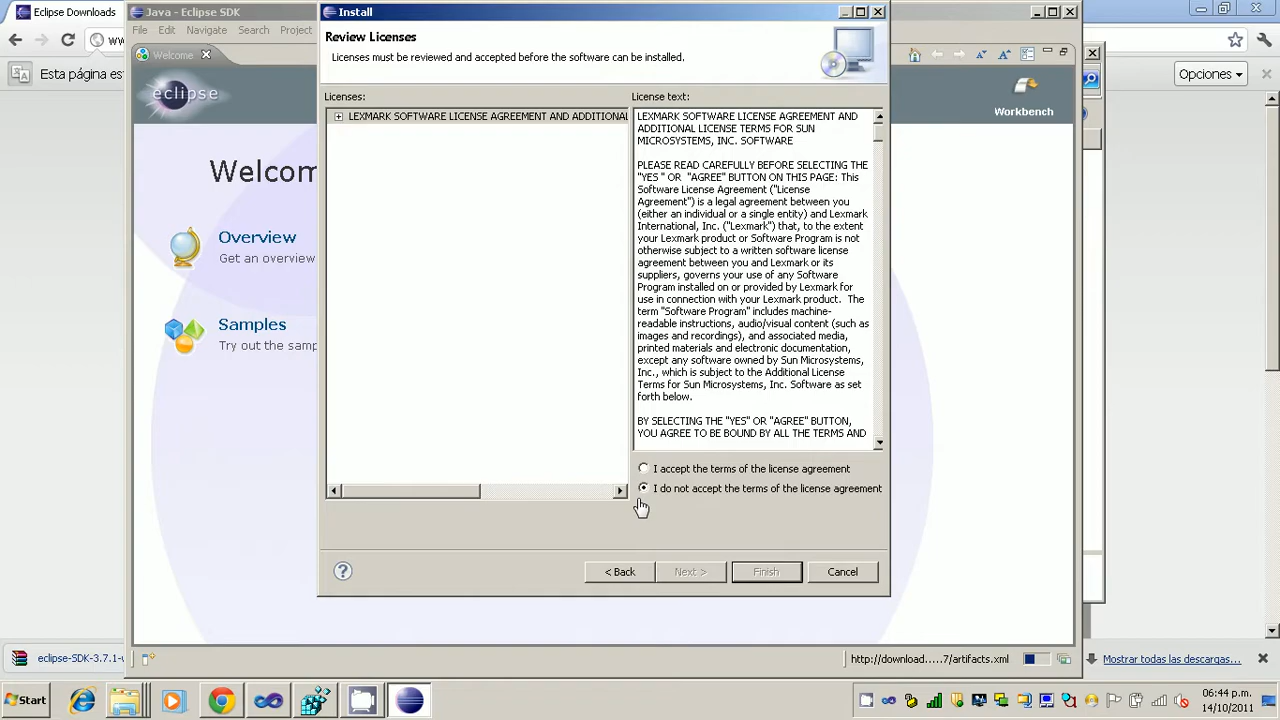 Eclipse Downloads
Java - Eclipse SDK
Install
File Edit Navigate Search Project
Review Licenses
Licenses must be reviewed and accepted before the software can be installed.
Welcome
Esta página es
Opciones
eclipse
Workbench
Licenses:
License text:
LEXMARK SOFTWARE LICENSE AGREEMENT AND ADDITIONAL
LEXMARK SOFTWARE LICENSE AGREEMENT AND
ADDITIONAL LICENSE TERMS FOR SUN
MICROSYSTEMS, INC. SOFTWARE
PLEASE READ CAREFULLY BEFORE SELECTING THE
"YES " OR "AGREE" BUTTON ON THIS PAGE: This
Software License Agreement ("License
Agreement") is a legal agreement between you
(either an individual or a single entity) and Lexmark
International, Inc. ("Lexmark") that, to the extent
your Lexmark product or Software Program is not
otherwise subject to a written software license
agreement between you and Lexmark or its
suppliers, governs your use of any Software
Program installed on or provided by Lexmark for
use in connection with your Lexmark product. The
term "Software Program" includes machine-
readable instructions, audio/visual content (such as
images and recordings), and associated media,
printed materials and electronic documentation,
except any software owned by Sun Microsystems,
Inc., which is subject to the Additional License
Terms for Sun Microsystems, Inc. Software as set
forth below.
BY SELECTING THE "YES" OR "AGREE" BUTTON,
YOU AGREE TO BE BOUND BY ALL THE TERMS AND
Welcom
Overview
Get an overview
Samples
Try out the samp
I accept the terms of the license agreement
I do not accept the terms of the license agreement
< Back
Next >
Finish
Cancel
eclipse-SDK-3.7.1-
http://download.....7/artifacts.xml
Mostrar todas las descargas...
Start
06:44 p.m.
14/10/2011